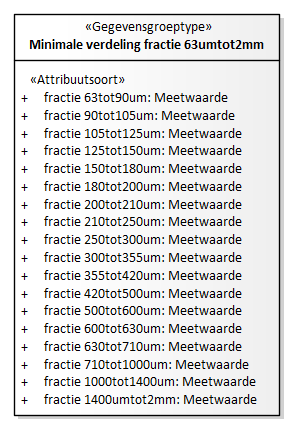 «Gegevensgroeptype»
Minimale verdeling fractie 63umtot2mm
«Attribuutsoort»
+ fractie 63tot90um: Meetwaarde
+ fractie 90tot105um: Meetwaarde
+ fractie 105tot125um: Meetwaarde
+ fractie 125tot150um: Meetwaarde
+ fractie 150tot180um: Meetwaarde
+ fractie 180tot200um: Meetwaarde
+ fractie 200tot210um: Meetwaarde
+ fractie 210tot250um: Meetwaarde
+ fractie 250tot300um: Meetwaarde
+ fractie 300tot355um: Meetwaarde
+ fractie 355tot420um: Meetwaarde
+ fractie 420tot500um: Meetwaarde
+ fractie 500tot600um: Meetwaarde
+ fractie 600tot630um: Meetwaarde
+ fractie 630tot710um: Meetwaarde
+ fractie 710tot1000um: Meetwaarde
+ fractie 1000tot1400um: Meetwaarde
+ fractie 1400umtot2mm: Meetwaarde